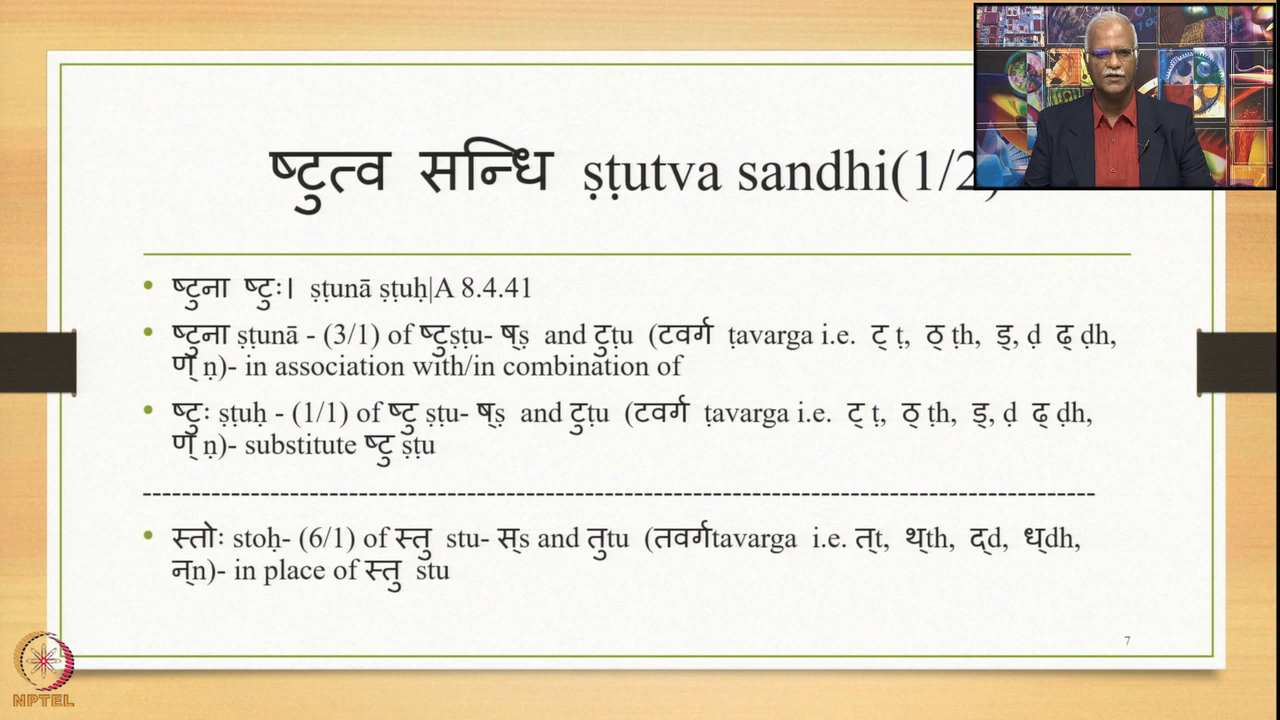 ष्टुत्व सन्धि ṣṭutva sandhi(1/2)
• ष्टुना ष्टुः। ṣṭunā ṣṭuḥ|A 8.4.41
• ष्टुना ṣṭunā - (3/1) of ष्टुṣṭu- ष्ṣ and टुṭu (टवर्ग ṭavarga i.e. ट् ṭ, ठ् ṭh, ड्, ḍ ढ् ḍh,
ण् ṇ)- in association with/in combination of
• ष्टुः ṣṭuḥ - (1/1) of ष्टु ṣṭu- ष्ṣ and टुṭu (टवर्ग ṭavarga i.e. ट् ṭ, ठ् ṭh, ड्, ḍ ढ् ḍh,
ण् ṇ)- substitute ष्टु ṣṭu
-----------------------------------------------------------------------------------------------
• स्तोः stoḥ- (6/1) of स्तु stu- स्s and तुtu (तवर्गtavarga i.e. त्t, थ्th, द्d, ध्dh,
न्n)- in place of स्तु stu
7
NPTEL